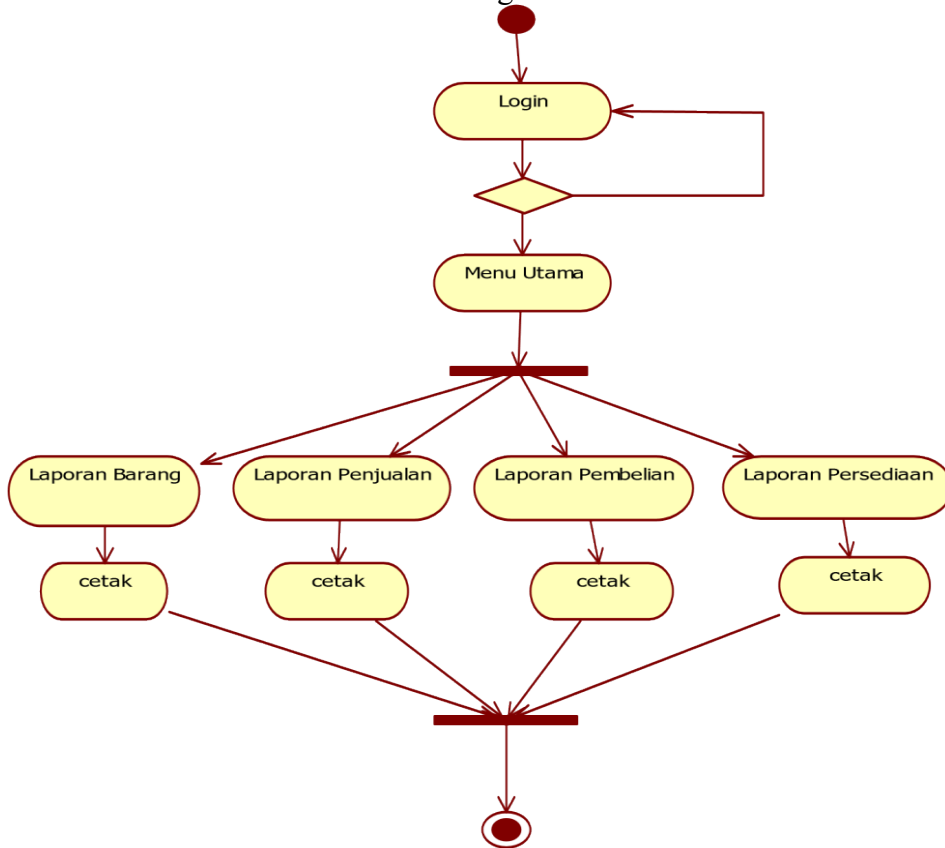 Login
Menu Utama
Laporan Barang
Laporan Penjualan
Laporan Pembelian
Laporan Persediaan
cetak
cetak
cetak
cetak